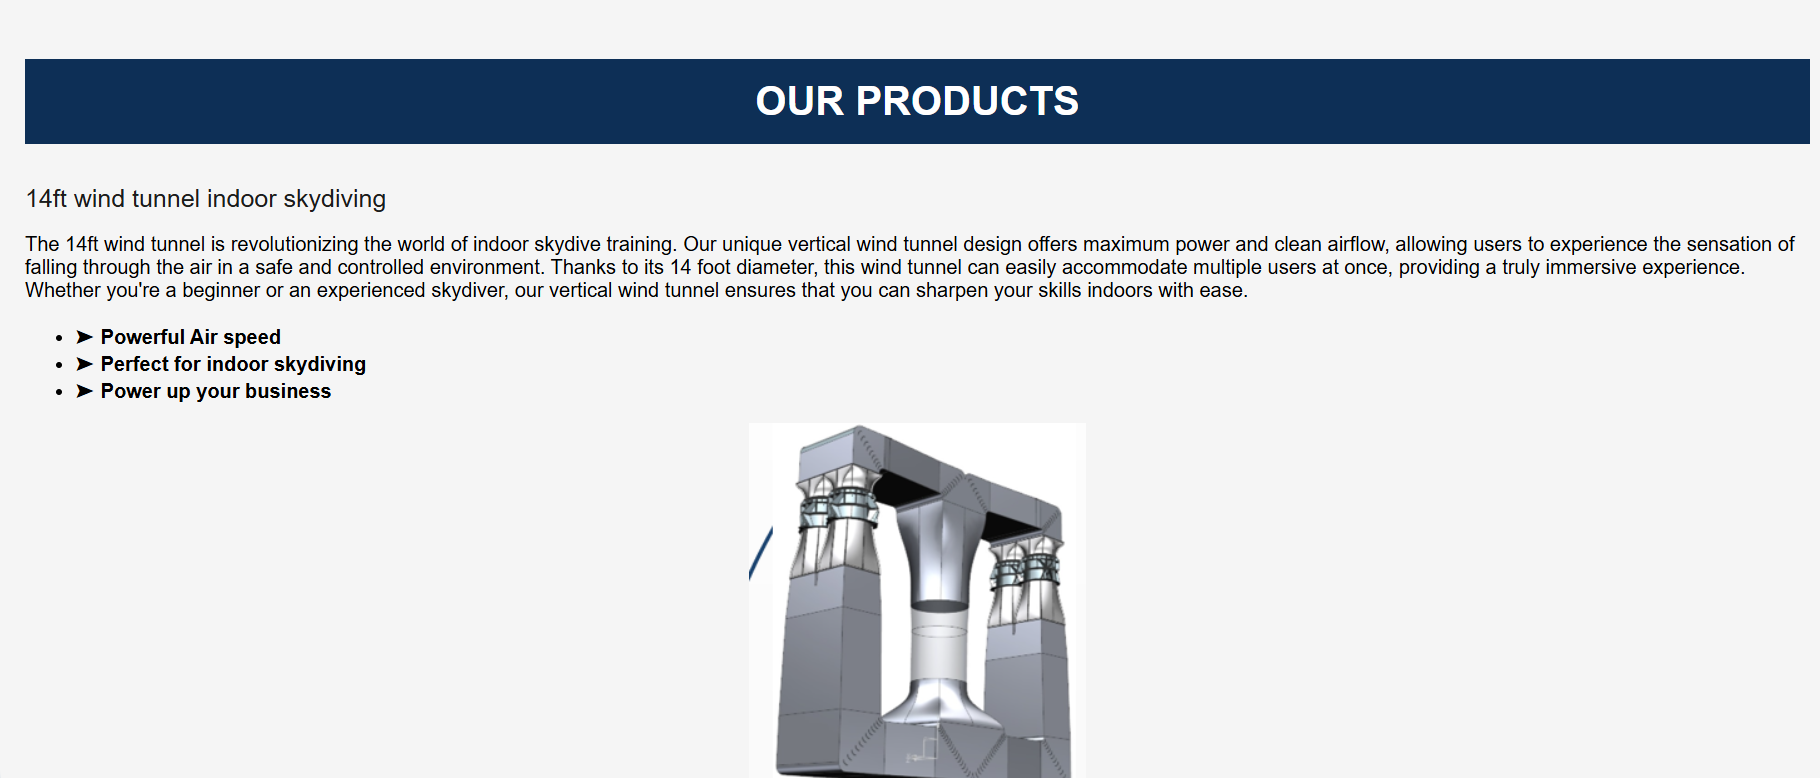 OUR PRODUCTS
14ft wind tunnel indoor skydiving
The 14ft wind tunnel is revolutionizing the world of indoor skydive training. Our unique vertical wind tunnel design offers maximum power and clean airflow, allowing users to experience the sensation of
falling through the air in a safe and controlled environment. Thanks to its 14 foot diameter, this wind tunnel can easily accommodate multiple users at once, providing a truly immersive experience.
Whether you're a beginner or an experienced skydiver, our vertical wind tunnel ensures that you can sharpen your skills indoors with ease.
• ➤ Powerful Air speed
• ➤ Perfect for indoor skydiving
• ➤ Power up your business